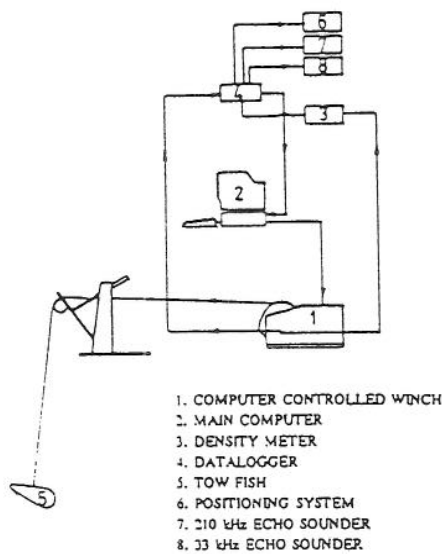 6
7
8
4
3
2
1
5
1. COMPUTER CONTROLLED WINCH
2. MAIN COMPUTER
3. DENSITY METER
4. DATALOGGER
5. TOW FISH
6. POSITIONING SYSTEM
7. 210 kHz ECHO SOUNDER
8. 33 kHz ECHO SOUNDER